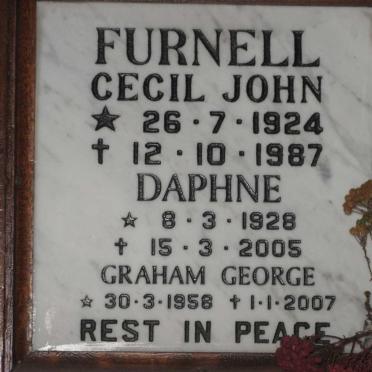 FURNELL
CECIL JOHN
★ 26·7·1924
✝ 12·10·1987
DAPHNE
★ 8·3·1928
✝ 15·3·2005
GRAHAM GEORGE
★ 30·3·1958 ✝ 1·1·2007
REST IN PEACE